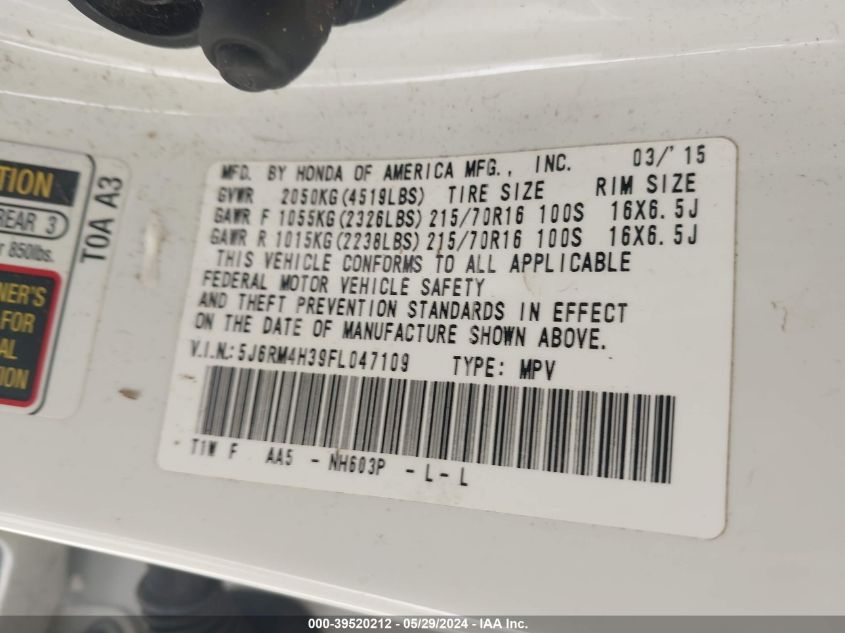 TION
REAR 3
r 850lbs.
NER'S
FOR
AL
TION
T0A A3
MFD. BY HONDA OF AMERICA MFG., INC. 03/'15
GVWR 2050KG(4519LBS) TIRE SIZE RIM SIZE
GAWR F 1055KG(2326LBS) 215/70R16 100S 16X6.5J
GAWR R 1015KG(2238LBS) 215/70R16 100S 16X6.5J
THIS VEHICLE CONFORMS TO ALL APPLICABLE
FEDERAL MOTOR VEHICLE SAFETY
AND THEFT PREVENTION STANDARDS IN EFFECT
ON THE DATE OF MANUFACTURE SHOWN ABOVE.
V.I.N.: 5J6RM4H39FL047109 TYPE: MPV
T1W F AA5 - NH603P - L - L
000-39520212 - 05/29/2024 - IAA Inc.